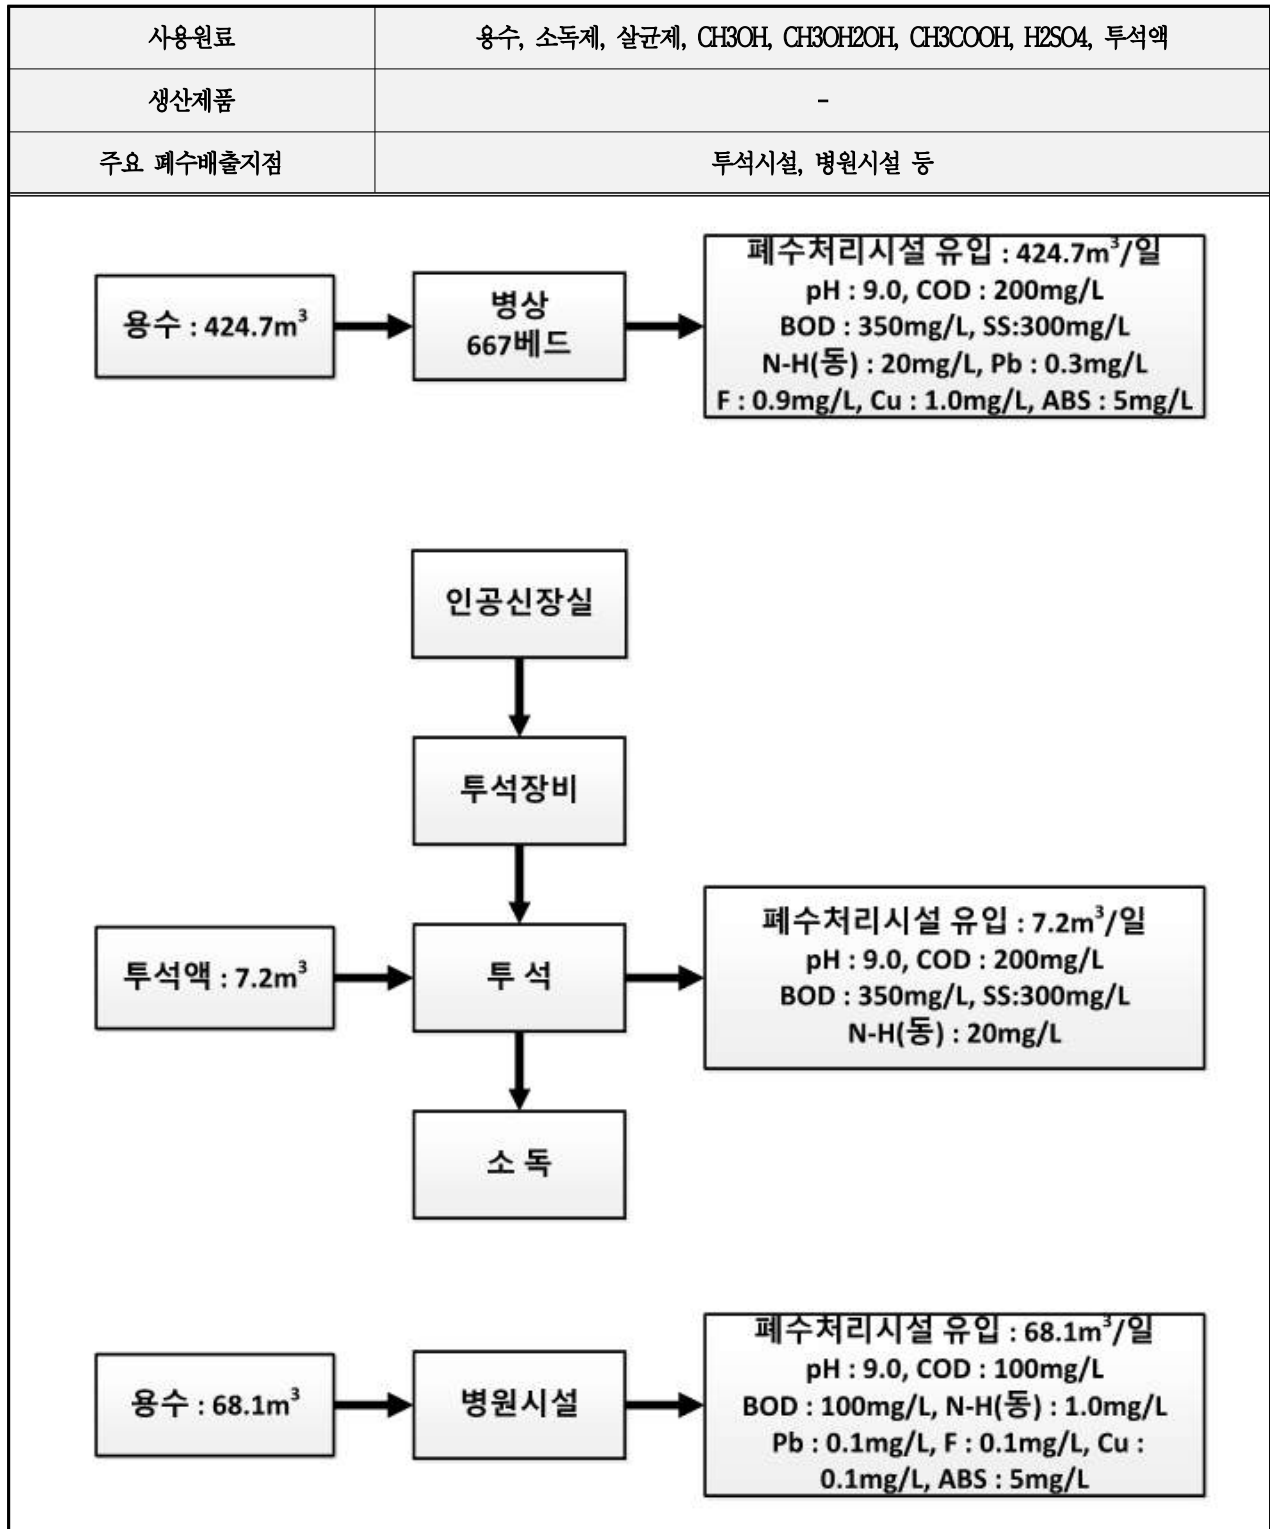 사용원료 용수, 소독제, 살균제, CH3OH, CH3OH2OH, CH3COOH, H2SO4, 투석액
생산제품 -
주요 폐수배출지점 투석시설, 병원시설 등
용수 : 424.7m³
병상
667베드
폐수처리시설 유입 : 424.7m³/일
pH : 9.0, COD : 200mg/L
BOD : 350mg/L, SS:300mg/L
N-H(동) : 20mg/L, Pb : 0.3mg/L
F : 0.9mg/L, Cu : 1.0mg/L, ABS : 5mg/L
인공신장실
투석장비
투석액 : 7.2m³
투 석
폐수처리시설 유입 : 7.2m³/일
pH : 9.0, COD : 200mg/L
BOD : 350mg/L, SS:300mg/L
N-H(동) : 20mg/L
소 독
용수 : 68.1m³
병원시설
폐수처리시설 유입 : 68.1m³/일
pH : 9.0, COD : 100mg/L
BOD : 100mg/L, N-H(동) : 1.0mg/L
Pb : 0.1mg/L, F : 0.1mg/L, Cu :
0.1mg/L, ABS : 5mg/L